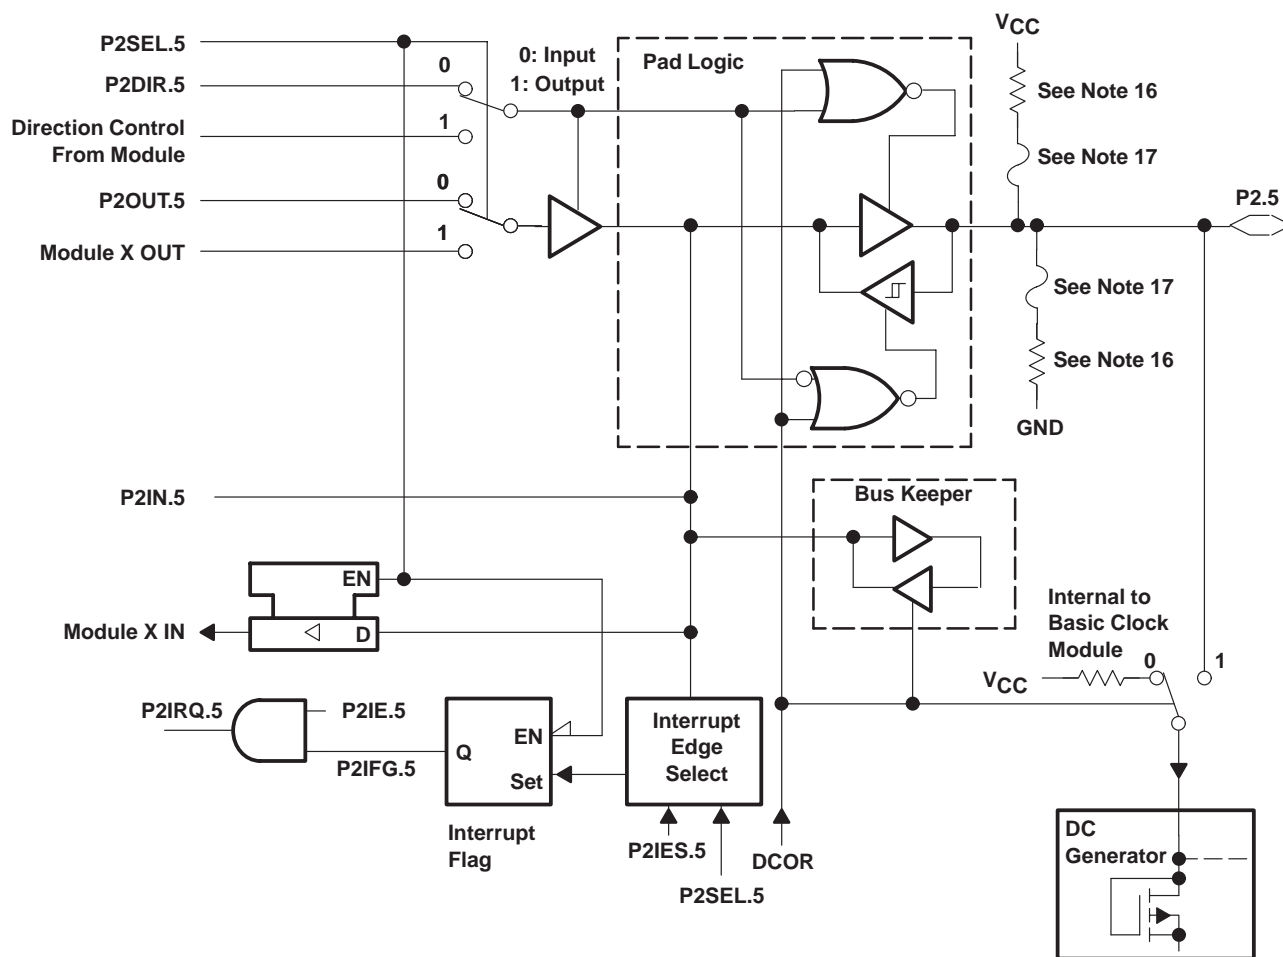 P2SEL.5
P2DIR.5
Direction Control
From Module
P2OUT.5
Module X OUT
0
1
0
1
0: Input
1: Output
Pad Logic
VCC
See Note 16
See Note 17
P2.5
See Note 17
See Note 16
GND
P2IN.5
Bus Keeper
EN
D
Module X IN
Internal to
Basic Clock
Module
0
1
VCC
P2IRQ.5
P2IE.5
P2IFG.5
Q
EN
Set
Interrupt
Flag
Interrupt
Edge
Select
P2IES.5
P2SEL.5
DCOR
DC
Generator